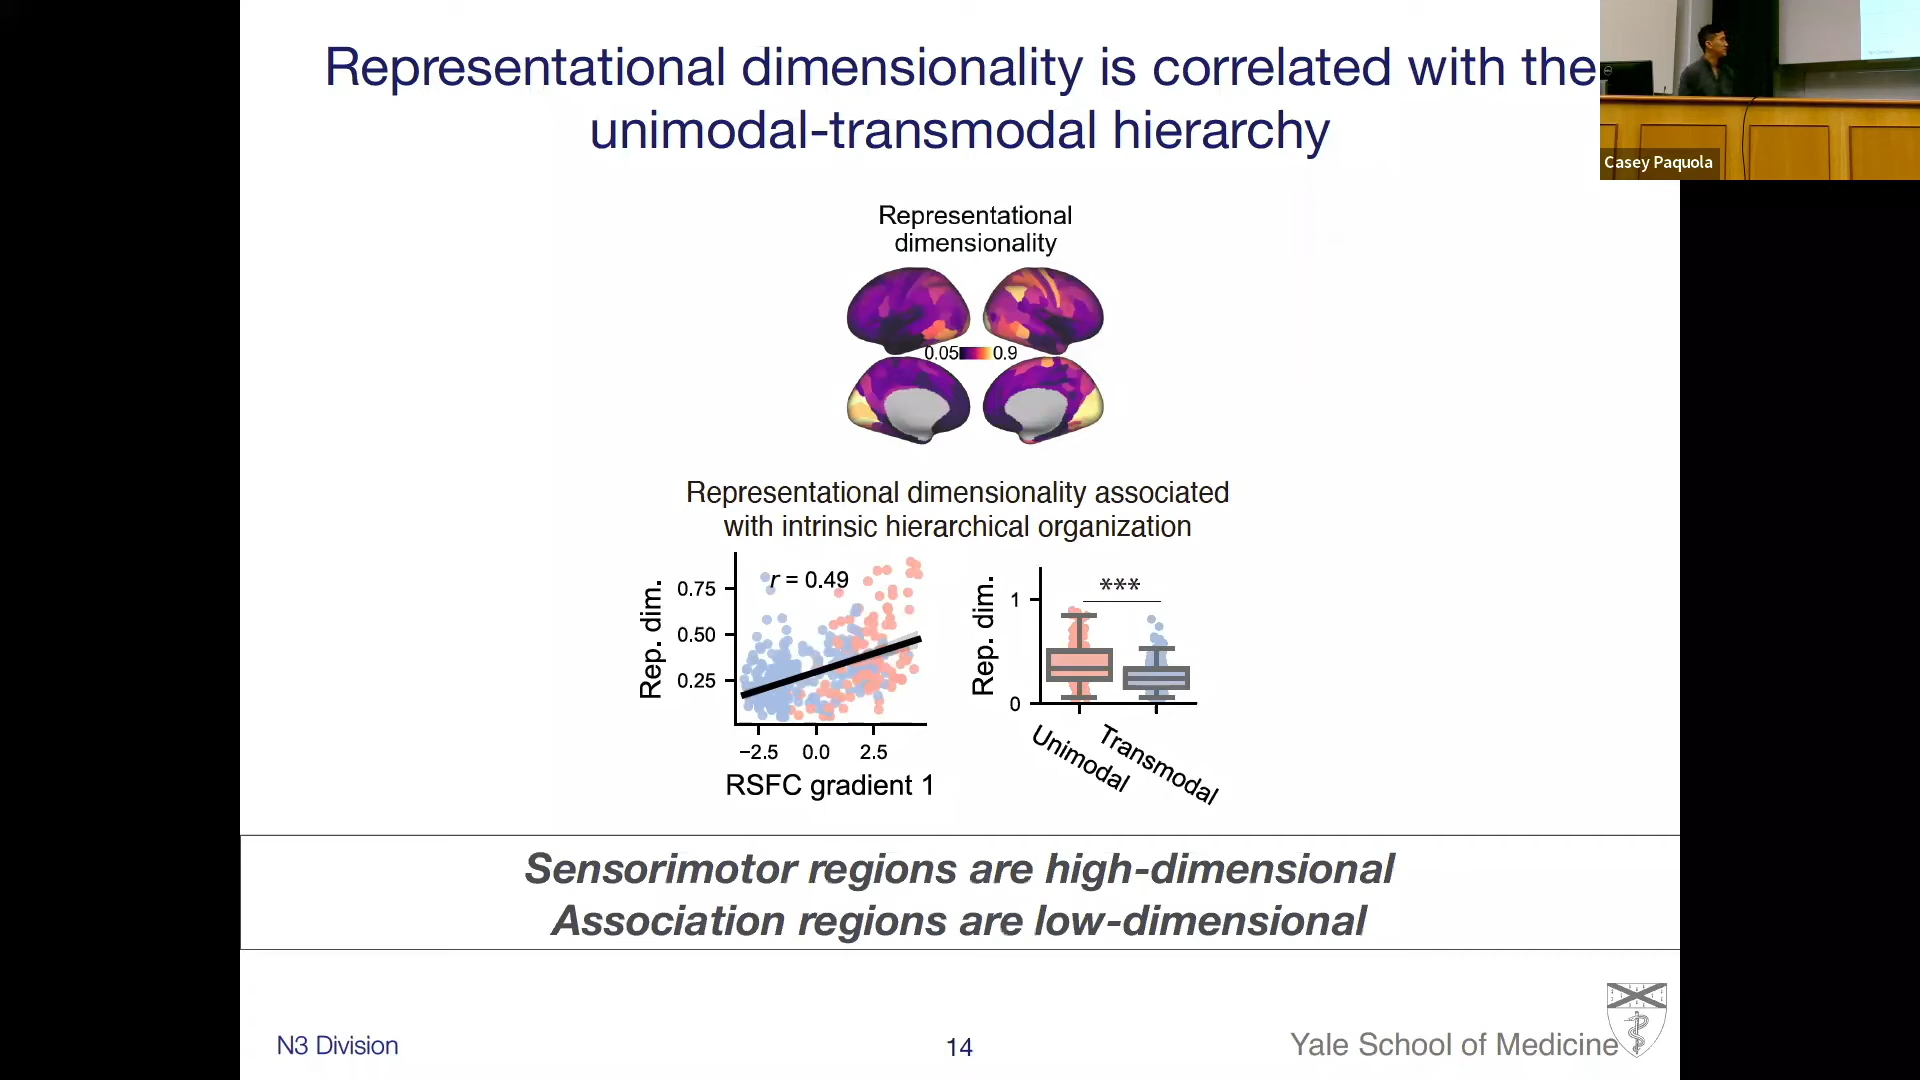 Representational dimensionality is correlated with the
unimodal-transmodal hierarchy
Casey Paquola
Representational
dimensionality
0.05 0.9
Representational dimensionality associated
with intrinsic hierarchical organization
r = 0.49
Rep. dim.
0.75
0.50
0.25
−2.5 0.0 2.5
RSFC gradient 1
***
Rep. dim.
1
0
Unimodal
Transmodal
Sensorimotor regions are high-dimensional
Association regions are low-dimensional
N3 Division
14
Yale School of Medicine